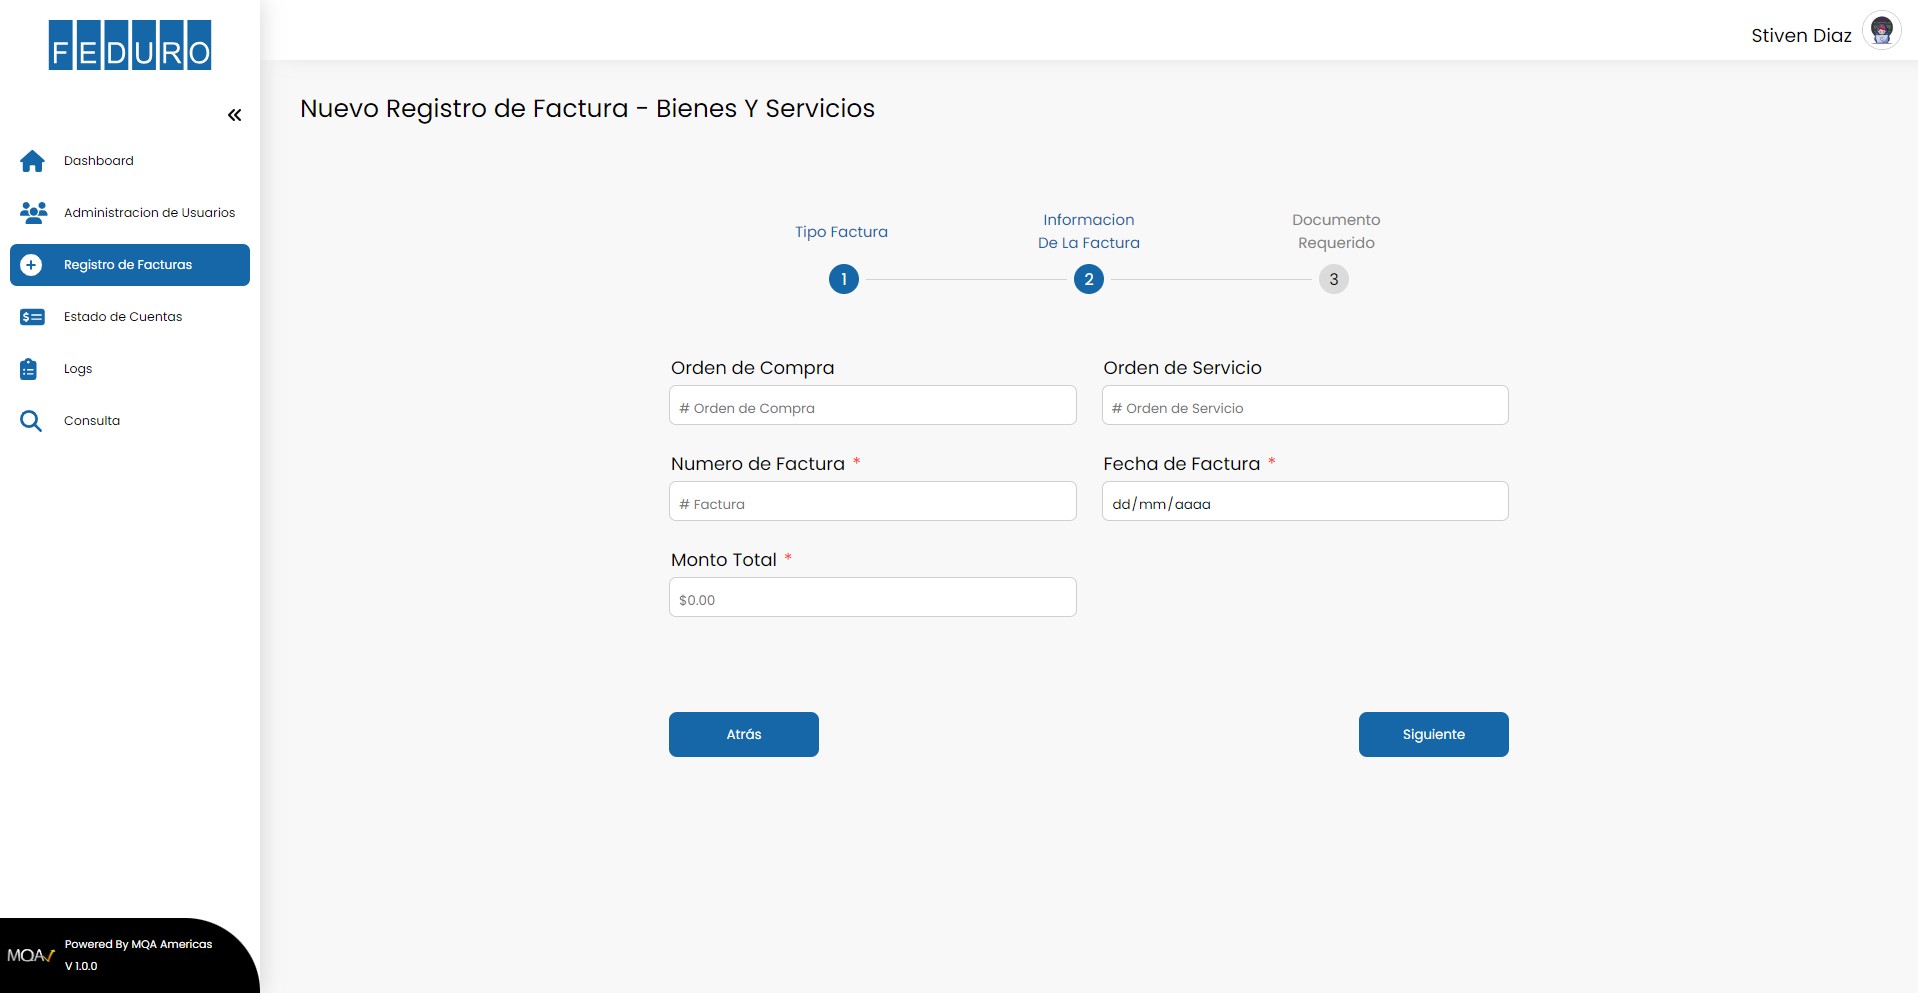 FEDURO
Stiven Diaz
Dashboard
Administracion de Usuarios
Registro de Facturas
Estado de Cuentas
Logs
Consulta
Nuevo Registro de Factura - Bienes Y Servicios
Tipo Factura
Informacion
De La Factura
Documento
Requerido
1
2
3
Orden de Compra
# Orden de Compra
Orden de Servicio
# Orden de Servicio
Numero de Factura *
# Factura
Fecha de Factura *
dd/mm/aaaa
Monto Total *
$0.00
Atrás
Siguiente
MQA
Powered By MQA Americas
V 1.0.0